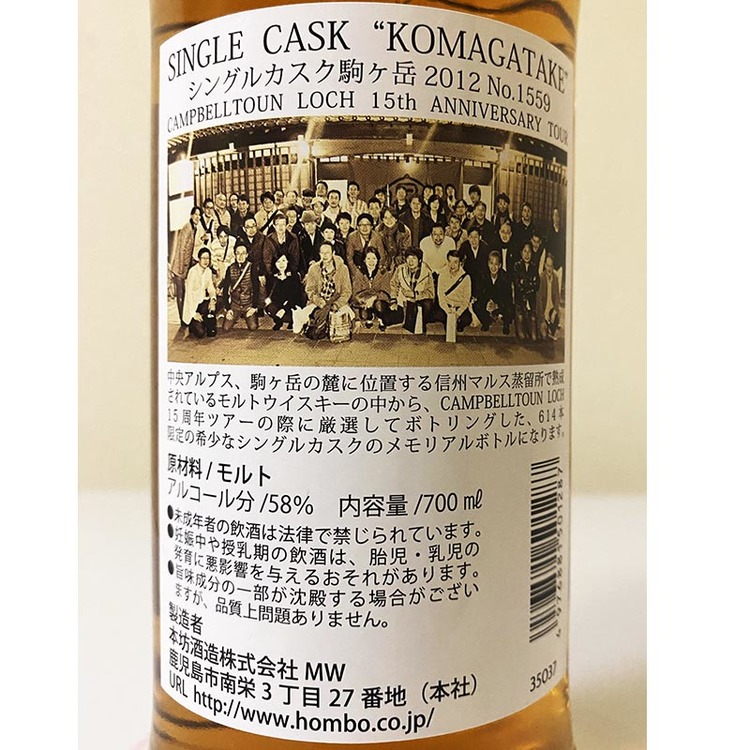 SINGLE CASK “KOMAGATAKE”
シングルカスク駒ヶ岳 2012 No.1559
CAMPBELLTOUN LOCH 15th ANNIVERSARY TOUR
中央アルプス、駒ヶ岳の麓に位置する信州マルス蒸留所で熟成
されているモルトウイスキーの中から、CAMPBELLTOUN LOCH
15周年ツアーの際に厳選してボトリングした、614本
限定の希少なシングルカスクのメモリアルボトルになります。
原材料/モルト
アルコール分/58% 内容量/700㎖
●未成年者の飲酒は法律で禁じられています。
●妊娠中や授乳期の飲酒は、胎児・乳児の
発育に悪影響を与えるおそれがあります。
●旨味成分の一部が沈殿する場合がござい
ますが、品質上問題ありません。
製造者
本坊酒造株式会社 MW
鹿児島市南栄3丁目27番地（本社）
URL http://www.hombo.co.jp/
4976881501287
35037